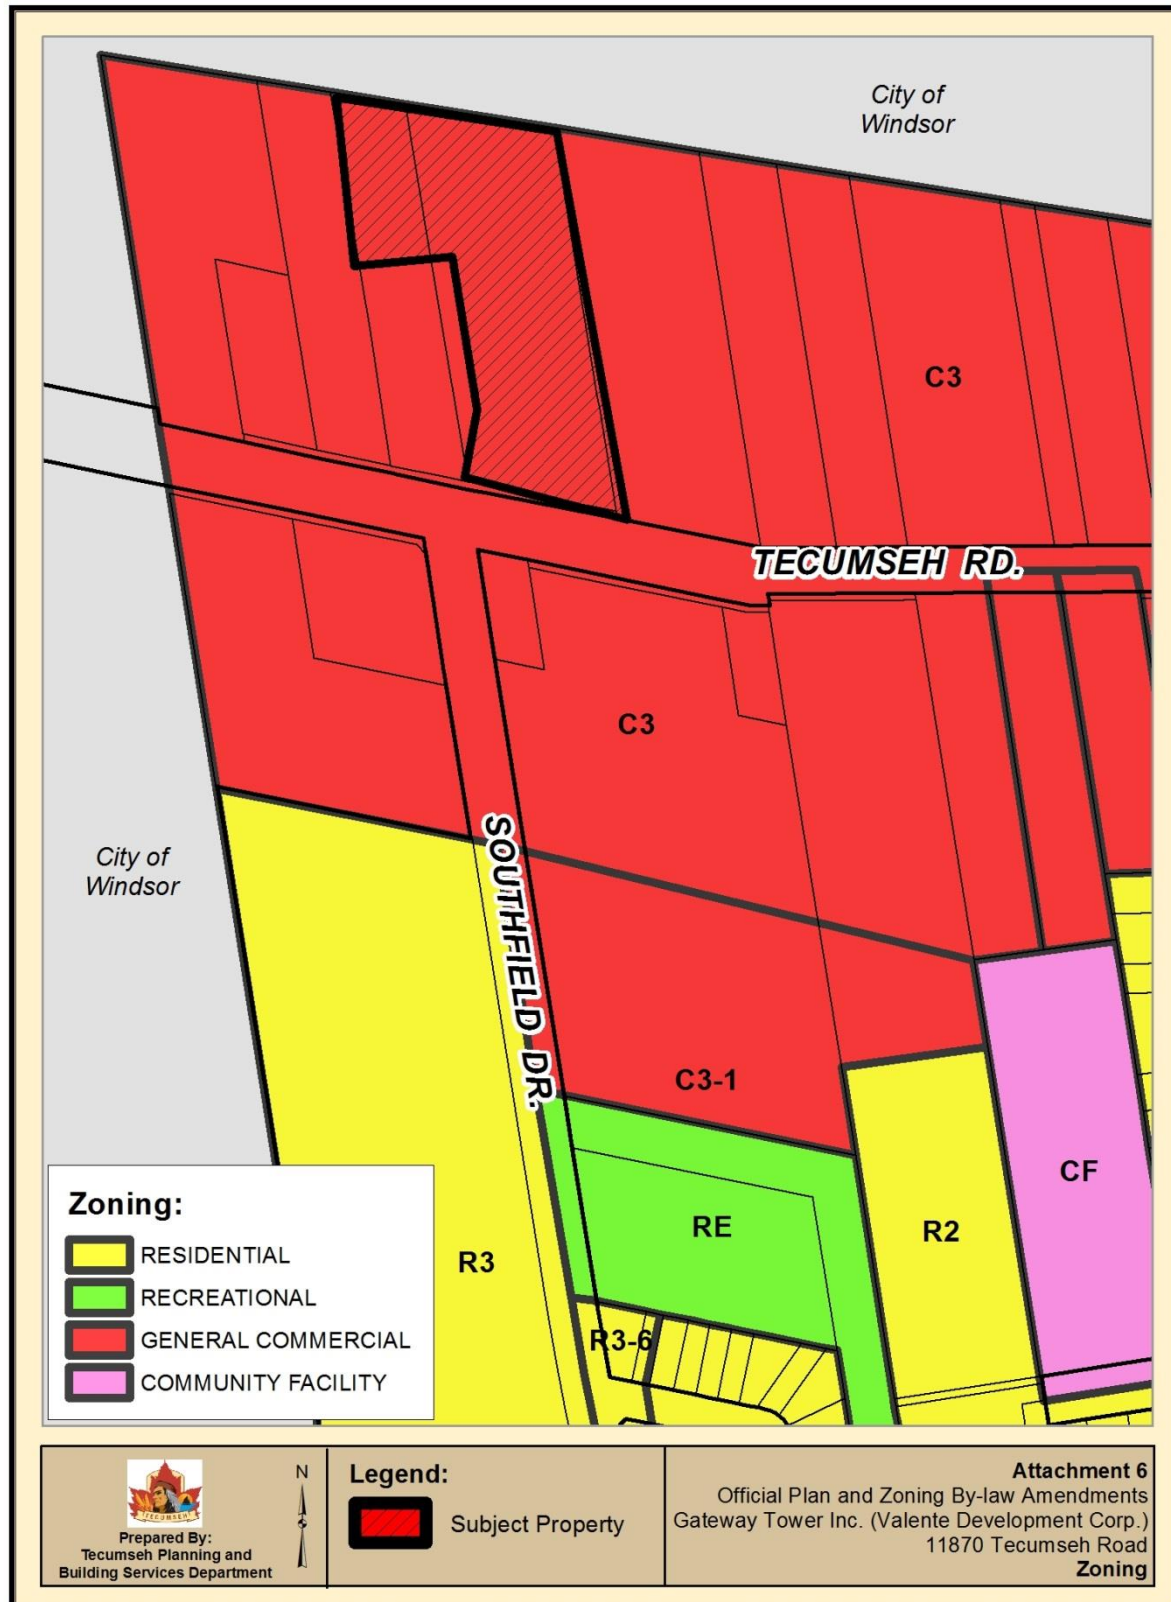 City of
Windsor
C3
TECUMSEH RD.
C3
SOUTHFIELD DR.
City of
Windsor
C3-1
CF
RE
R2
R3
R3-6
Zoning:
RESIDENTIAL
RECREATIONAL
GENERAL COMMERCIAL
COMMUNITY FACILITY
TECUMSEH
Prepared By:
Tecumseh Planning and
Building Services Department
N
Legend:
Subject Property
Attachment 6
Official Plan and Zoning By-law Amendments
Gateway Tower Inc. (Valente Development Corp.)
11870 Tecumseh Road
Zoning